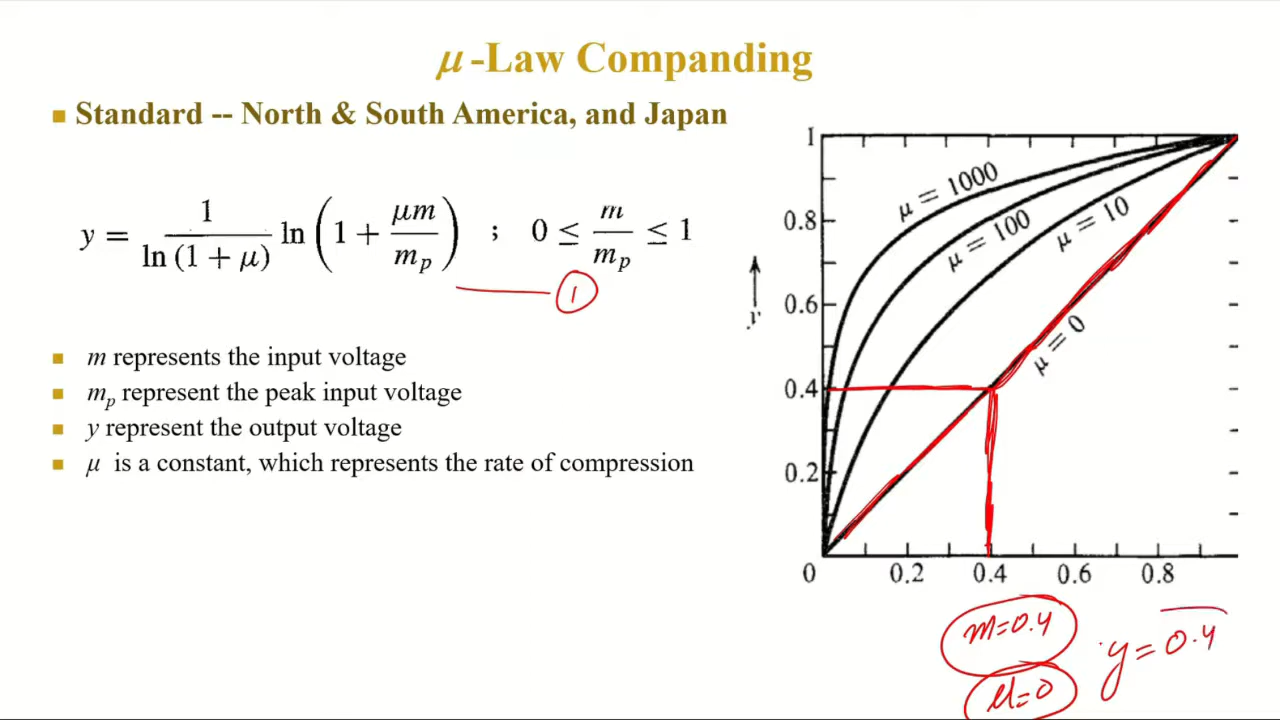 μ-Law Companding
Standard -- North & South America, and Japan
y = 1/ln (1 + μ) ln (1 + μm/m_p) ; 0 ≤ m/m_p ≤ 1
1
m represents the input voltage
m_p represent the peak input voltage
y represent the output voltage
μ is a constant, which represents the rate of compression
1
0.8
0.6
0.4
0.2
0
0.2
0.4
0.6
0.8
μ = 1000
μ = 100
μ = 10
μ = 0
m=0.4
μ=0
y=0.4